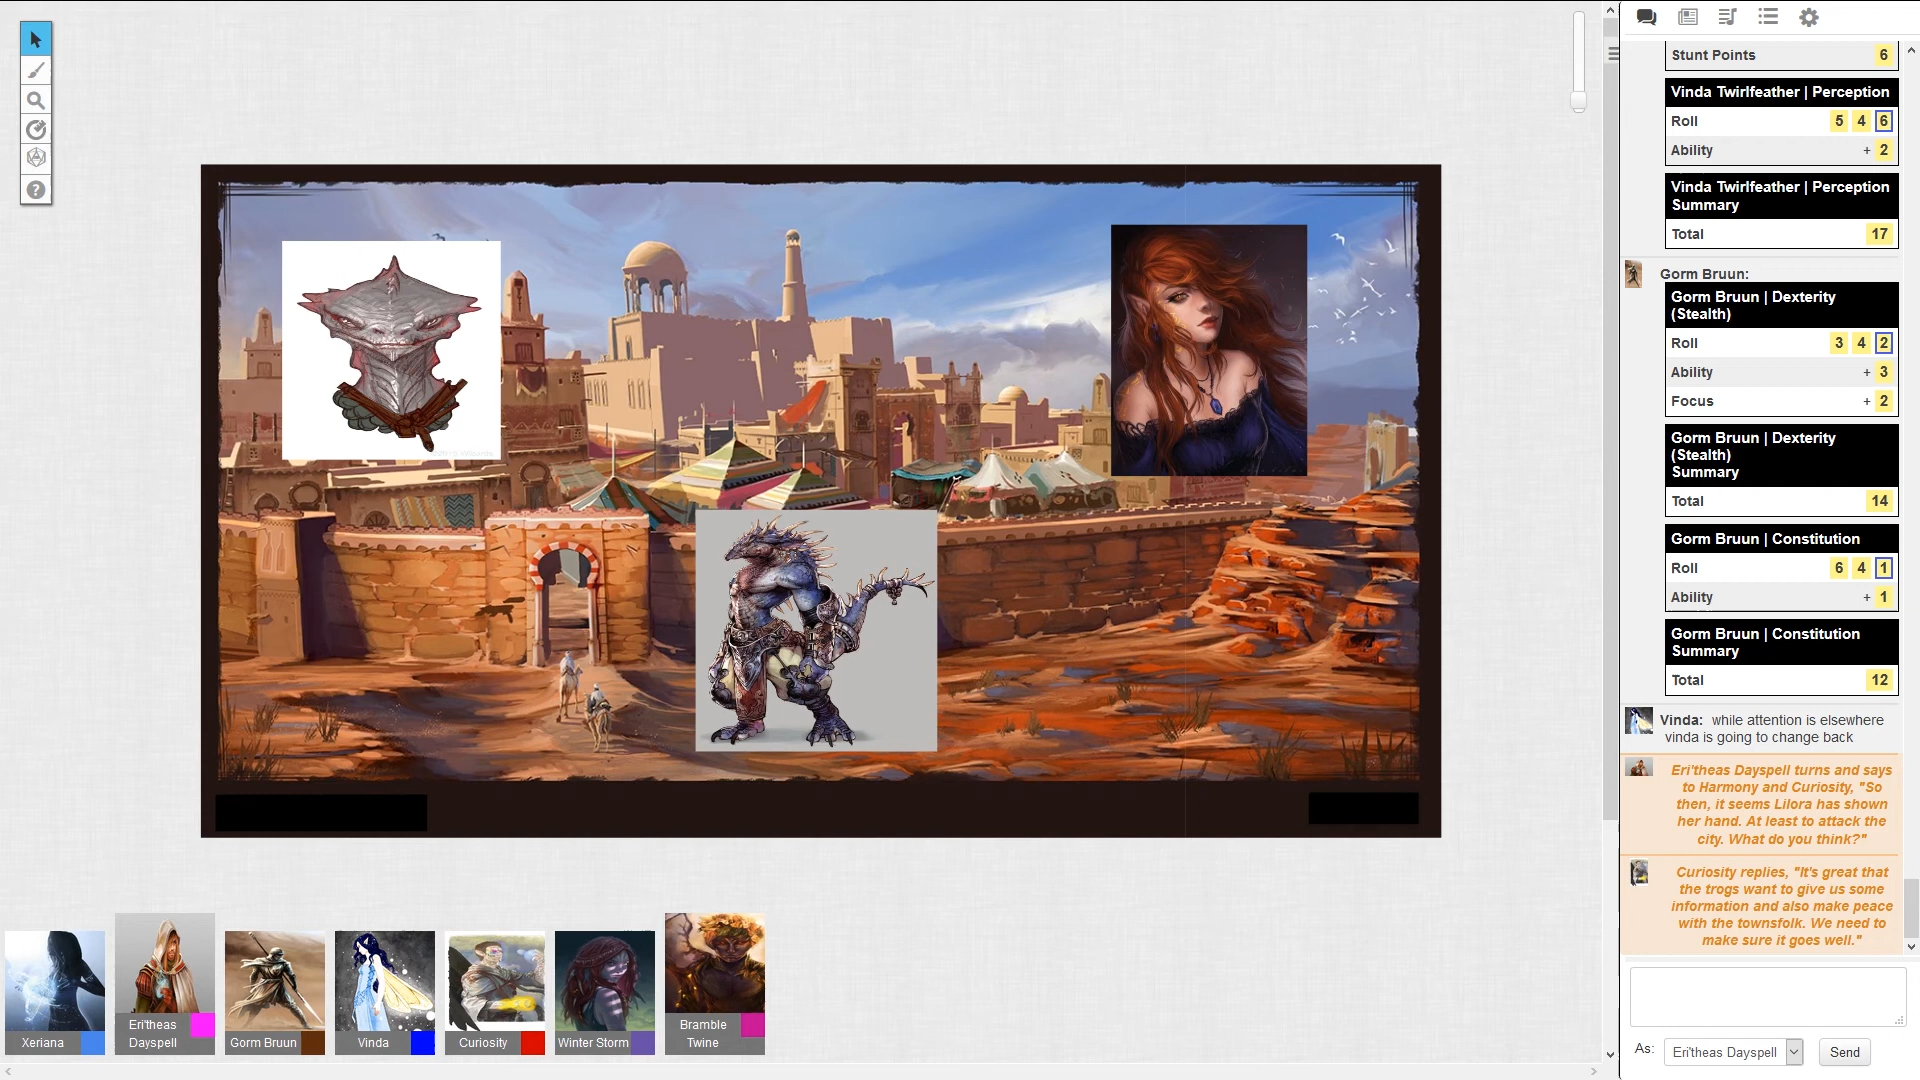 Stunt Points 6
Vinda Twirlfeather | Perception
Roll 5 4 6
Ability + 2
Vinda Twirlfeather | Perception
Summary
Total 17
Gorm Bruun:
Gorm Bruun | Dexterity
(Stealth)
Roll 3 4 2
Ability + 3
Focus + 2
Gorm Bruun | Dexterity
(Stealth)
Summary
Total 14
Gorm Bruun | Constitution
Roll 6 4 1
Ability + 1
Gorm Bruun | Constitution
Summary
Total 12
Vinda: while attention is elsewhere
vinda is going to change back
Eri'theas Dayspell turns and says
to Harmony and Curiosity, "So
then, it seems Lilora has shown
her hand. At least to attack the
city. What do you think?"
Curiosity replies, "It's great that
the trogs want to give us some
information and also make peace
with the townsfolk. We need to
make sure it goes well."
As: Eri'theas Dayspell Send
Xeriana
Eri'theas
Dayspell
Gorm Bruun
Vinda
Curiosity
Winter Storm
Bramble
Twine